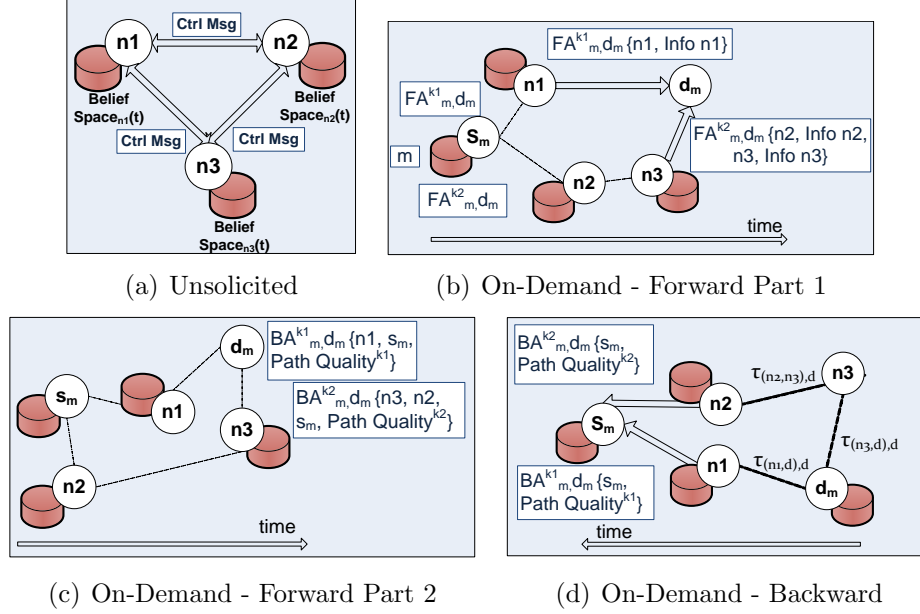 Ctrl Msg
n1
n2
Belief
Space_n1(t)
Belief
Space_n2(t)
Ctrl Msg
Ctrl Msg
n3
Belief
Space_n3(t)
(a) Unsolicited
FA^k1_m,d_m {n1, Info n1}
n1
d_m
FA^k1_m,d_m
S_m
m
FA^k2_m,d_m {n2, Info n2,
n3, Info n3}
n2
n3
FA^k2_m,d_m
time
(b) On-Demand - Forward Part 1
d_m
BA^k1_m,d_m {n1, s_m,
Path Quality^k1}
s_m
n1
BA^k2_m,d_m {n3, n2,
s_m, Path Quality^k2}
n3
n2
time
(c) On-Demand - Forward Part 2
BA^k2_m,d_m {s_m,
Path Quality^k2}
τ_(n2,n3),d
n3
n2
S_m
τ_(n3,d),d
n1
τ_(n1,d),d
BA^k1_m,d_m {s_m,
Path Quality^k1}
d_m
time
(d) On-Demand - Backward